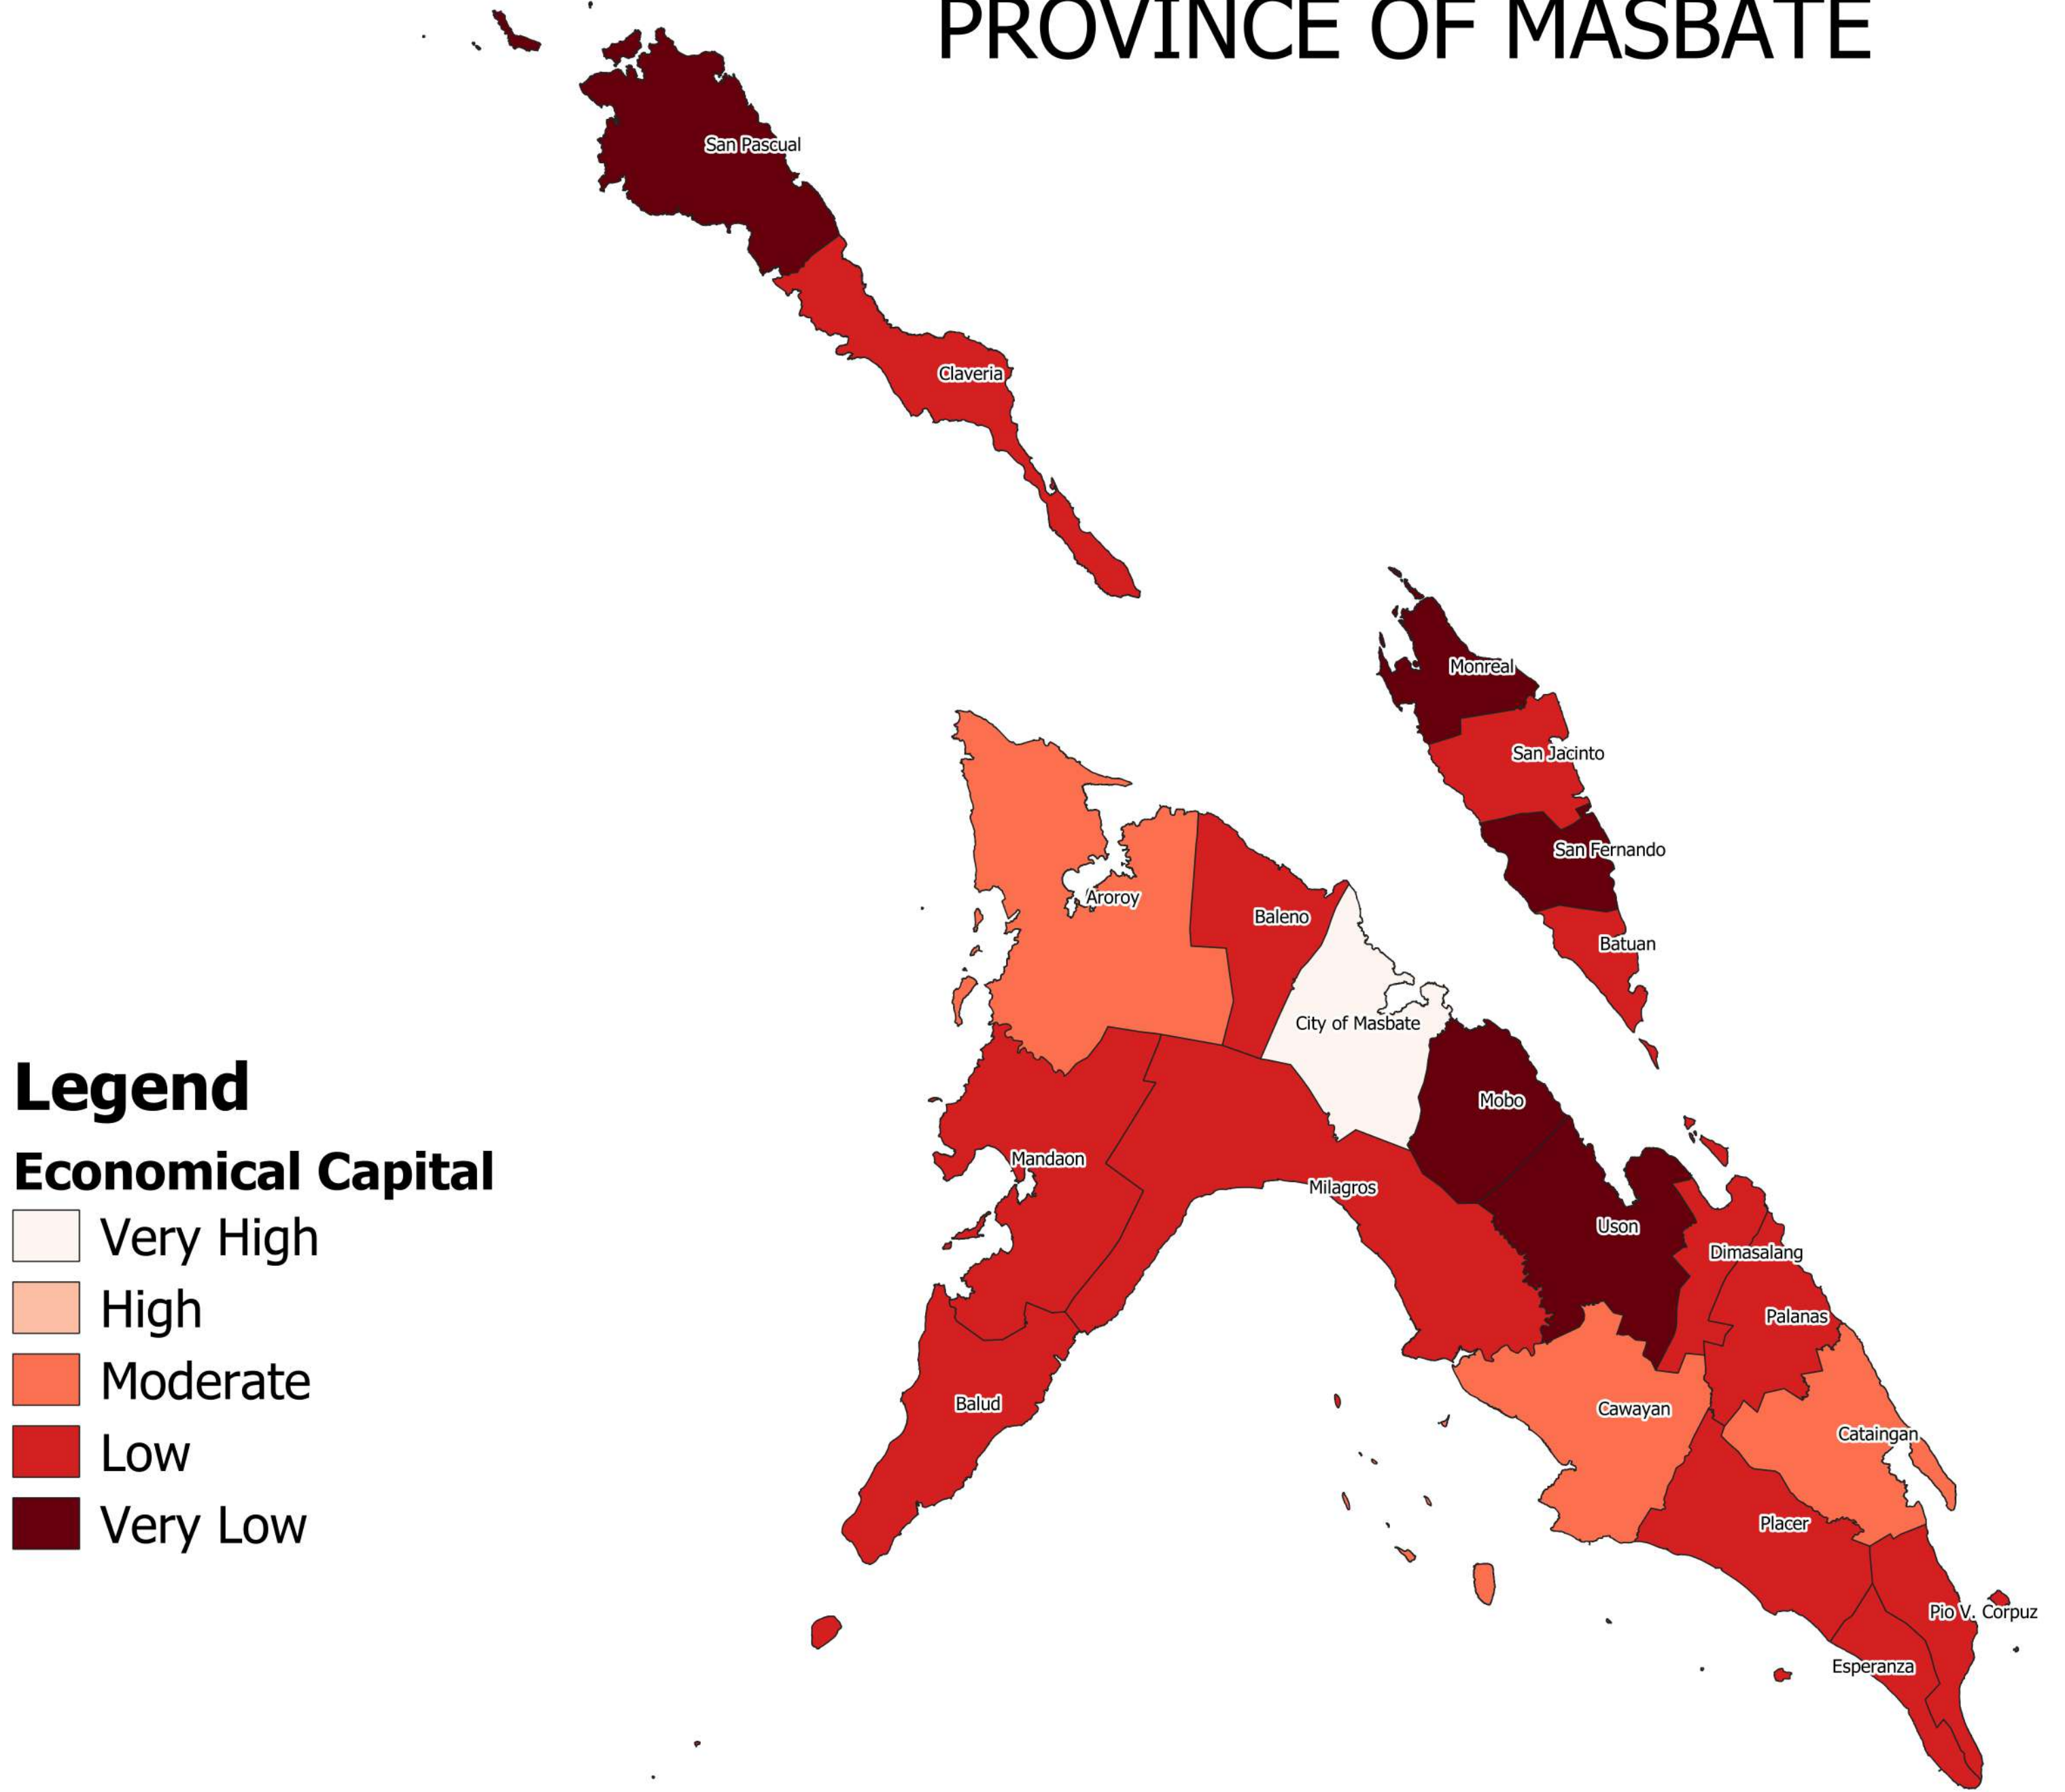 PROVINCE OF MASBATE
San Pascual
Claveria
Monreal
San Jacinto
San Fernando
Aroroy
Baleno
Batuan
City of Masbate
Mobo
Mandaon
Milagros
Uson
Dimasalang
Palanas
Balud
Cawayan
Cataingan
Placer
Pio V. Corpuz
Esperanza
Legend
Economical Capital
Very High
High
Moderate
Low
Very Low